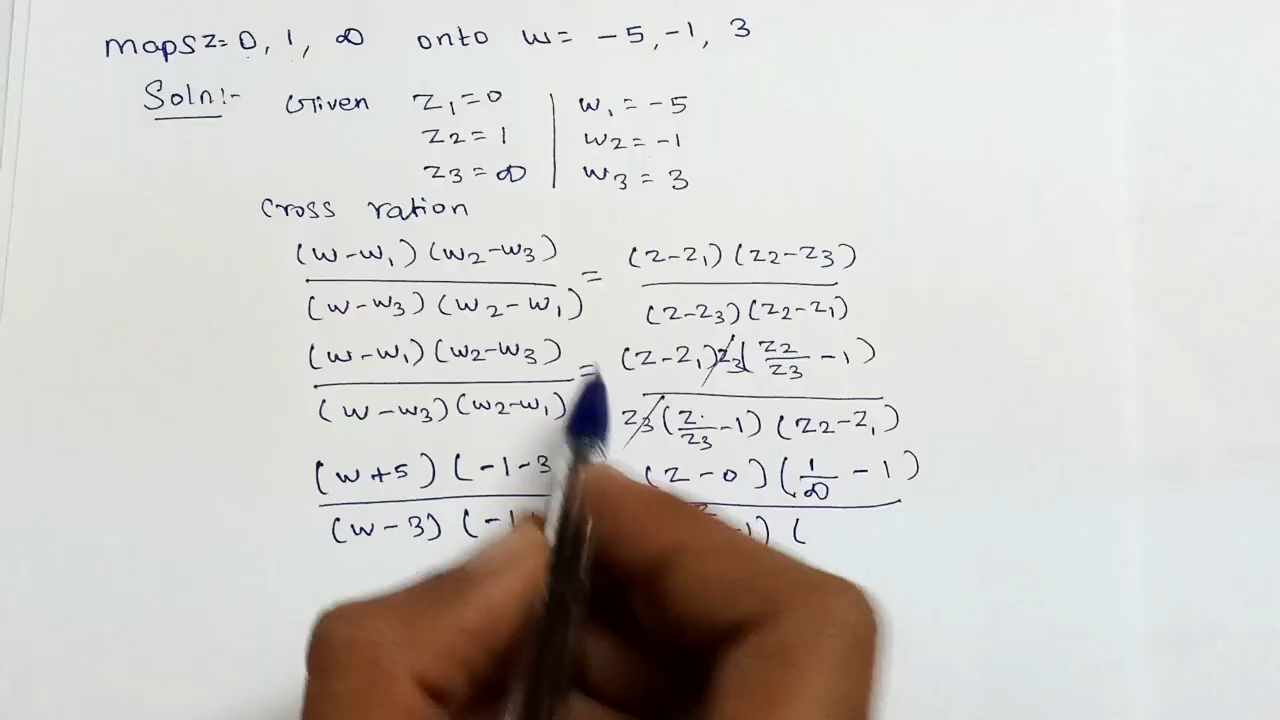 maps z= 0, 1, ∞ onto w= -5, -1, 3
Soln:- Given z₁=0 | w₁ = -5
z2 = 1 | w2 = -1
z3 = ∞ | w3 = 3
cross ration
(w-w₁)(w2-w3) / (w-w3)(w2-w₁) = (z-z₁)(z2-z3) / (z-z3)(z2-z₁)
(w-w₁)(w2-w3) / (w-w3)(w2-w₁) = (z-z₁)z3(z2/z3 -1) / z3(z/z3 -1)(z2-z₁)
(w+5)(-1-3 / (w-3)(-1 (z-0)(1/∞ -1) / -1)(